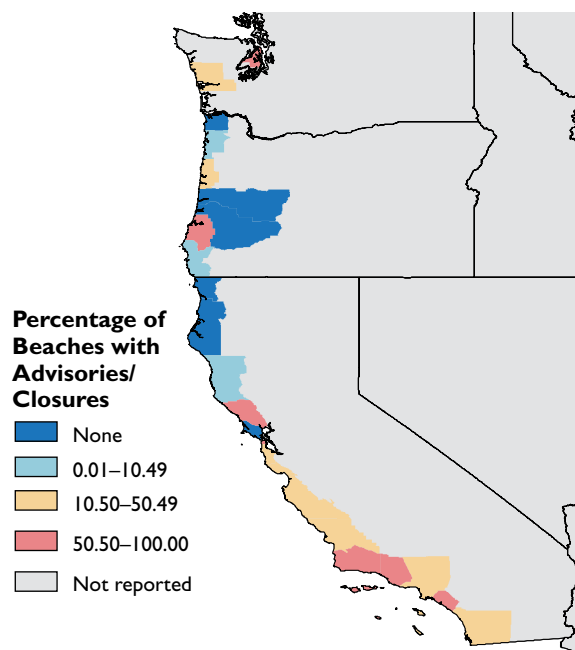 Percentage of
Beaches with
Advisories/
Closures
None
0.01–10.49
10.50–50.49
50.50–100.00
Not reported